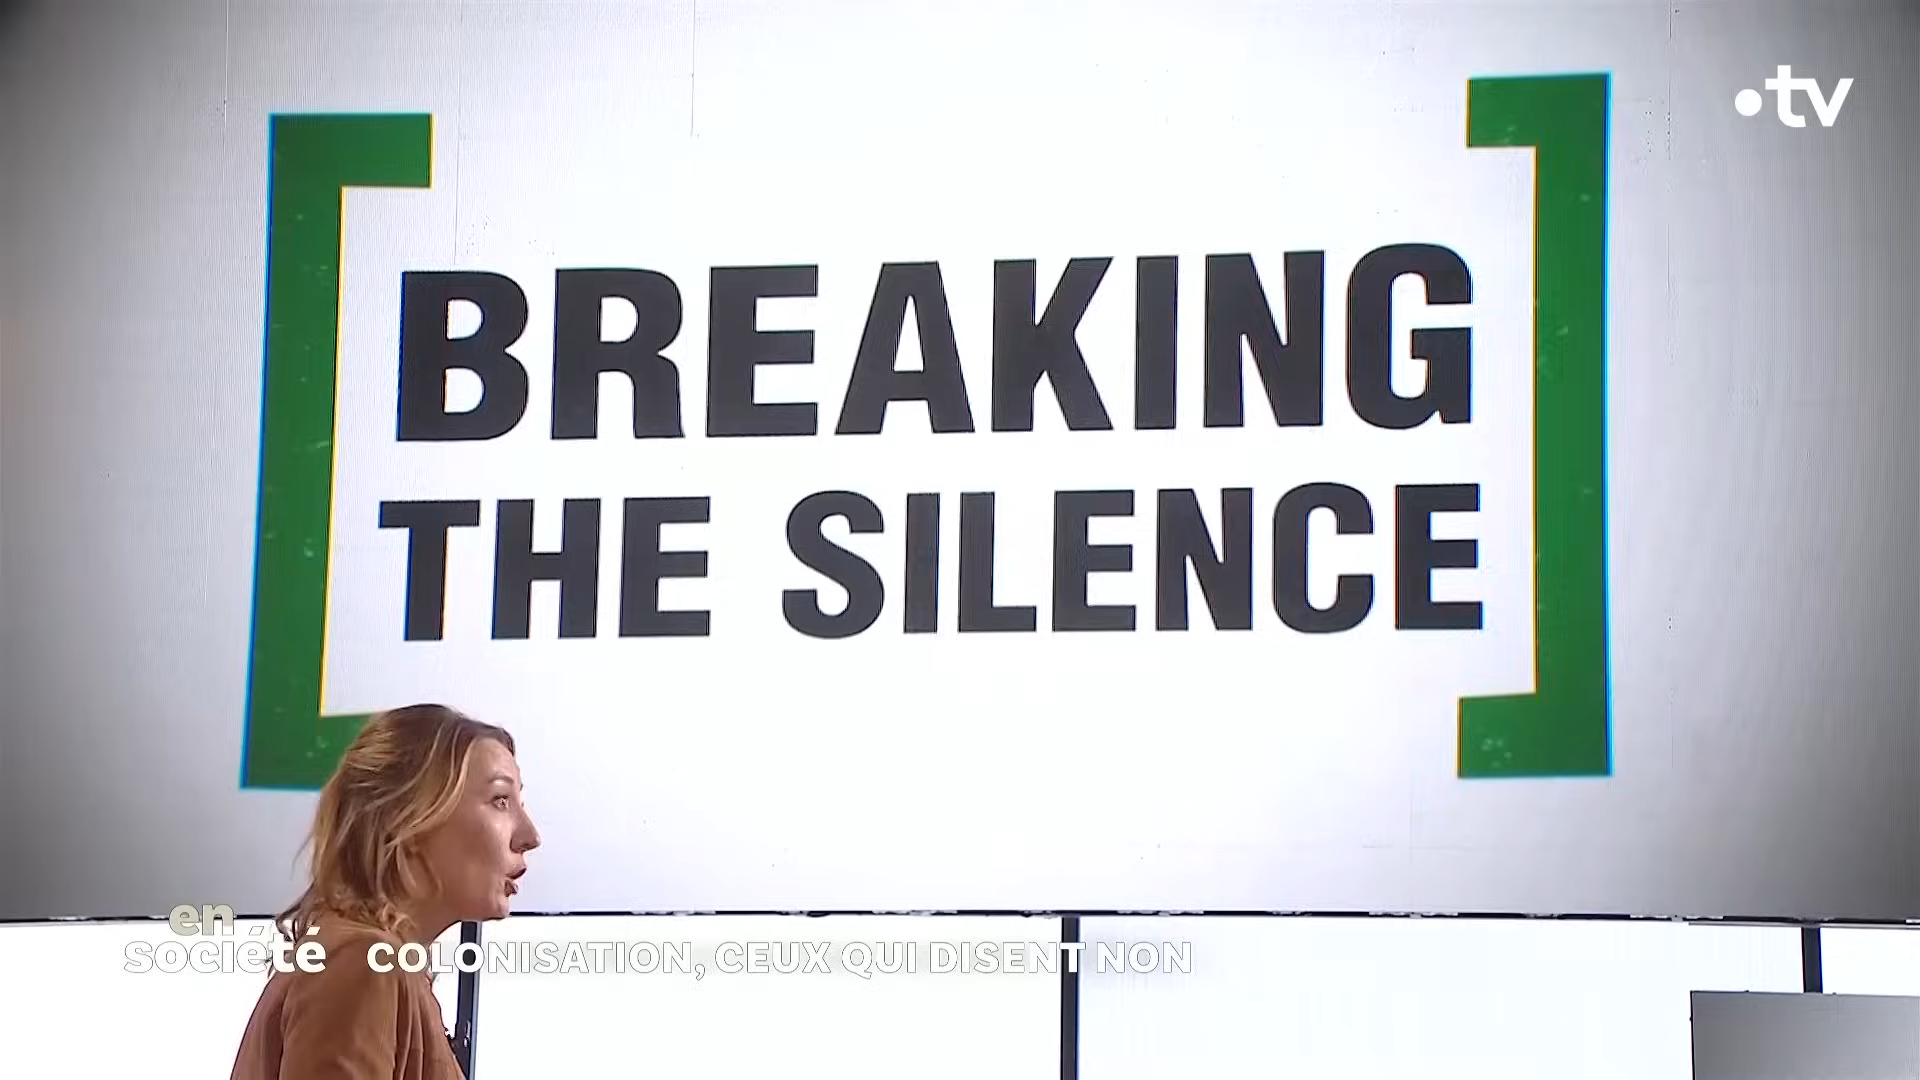 .tv
BREAKING
THE SILENCE
en
société
COLONISATION, CEUX QUI DISENT NON